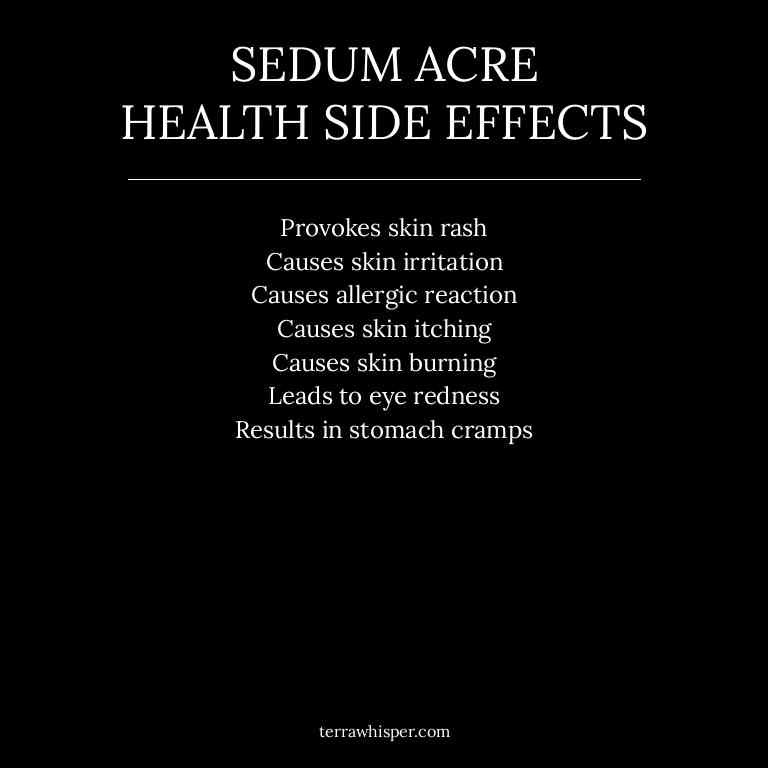 SEDUM ACRE
HEALTH SIDE EFFECTS
Provokes skin rash
Causes skin irritation
Causes allergic reaction
Causes skin itching
Causes skin burning
Leads to eye redness
Results in stomach cramps
terrawhisper.com